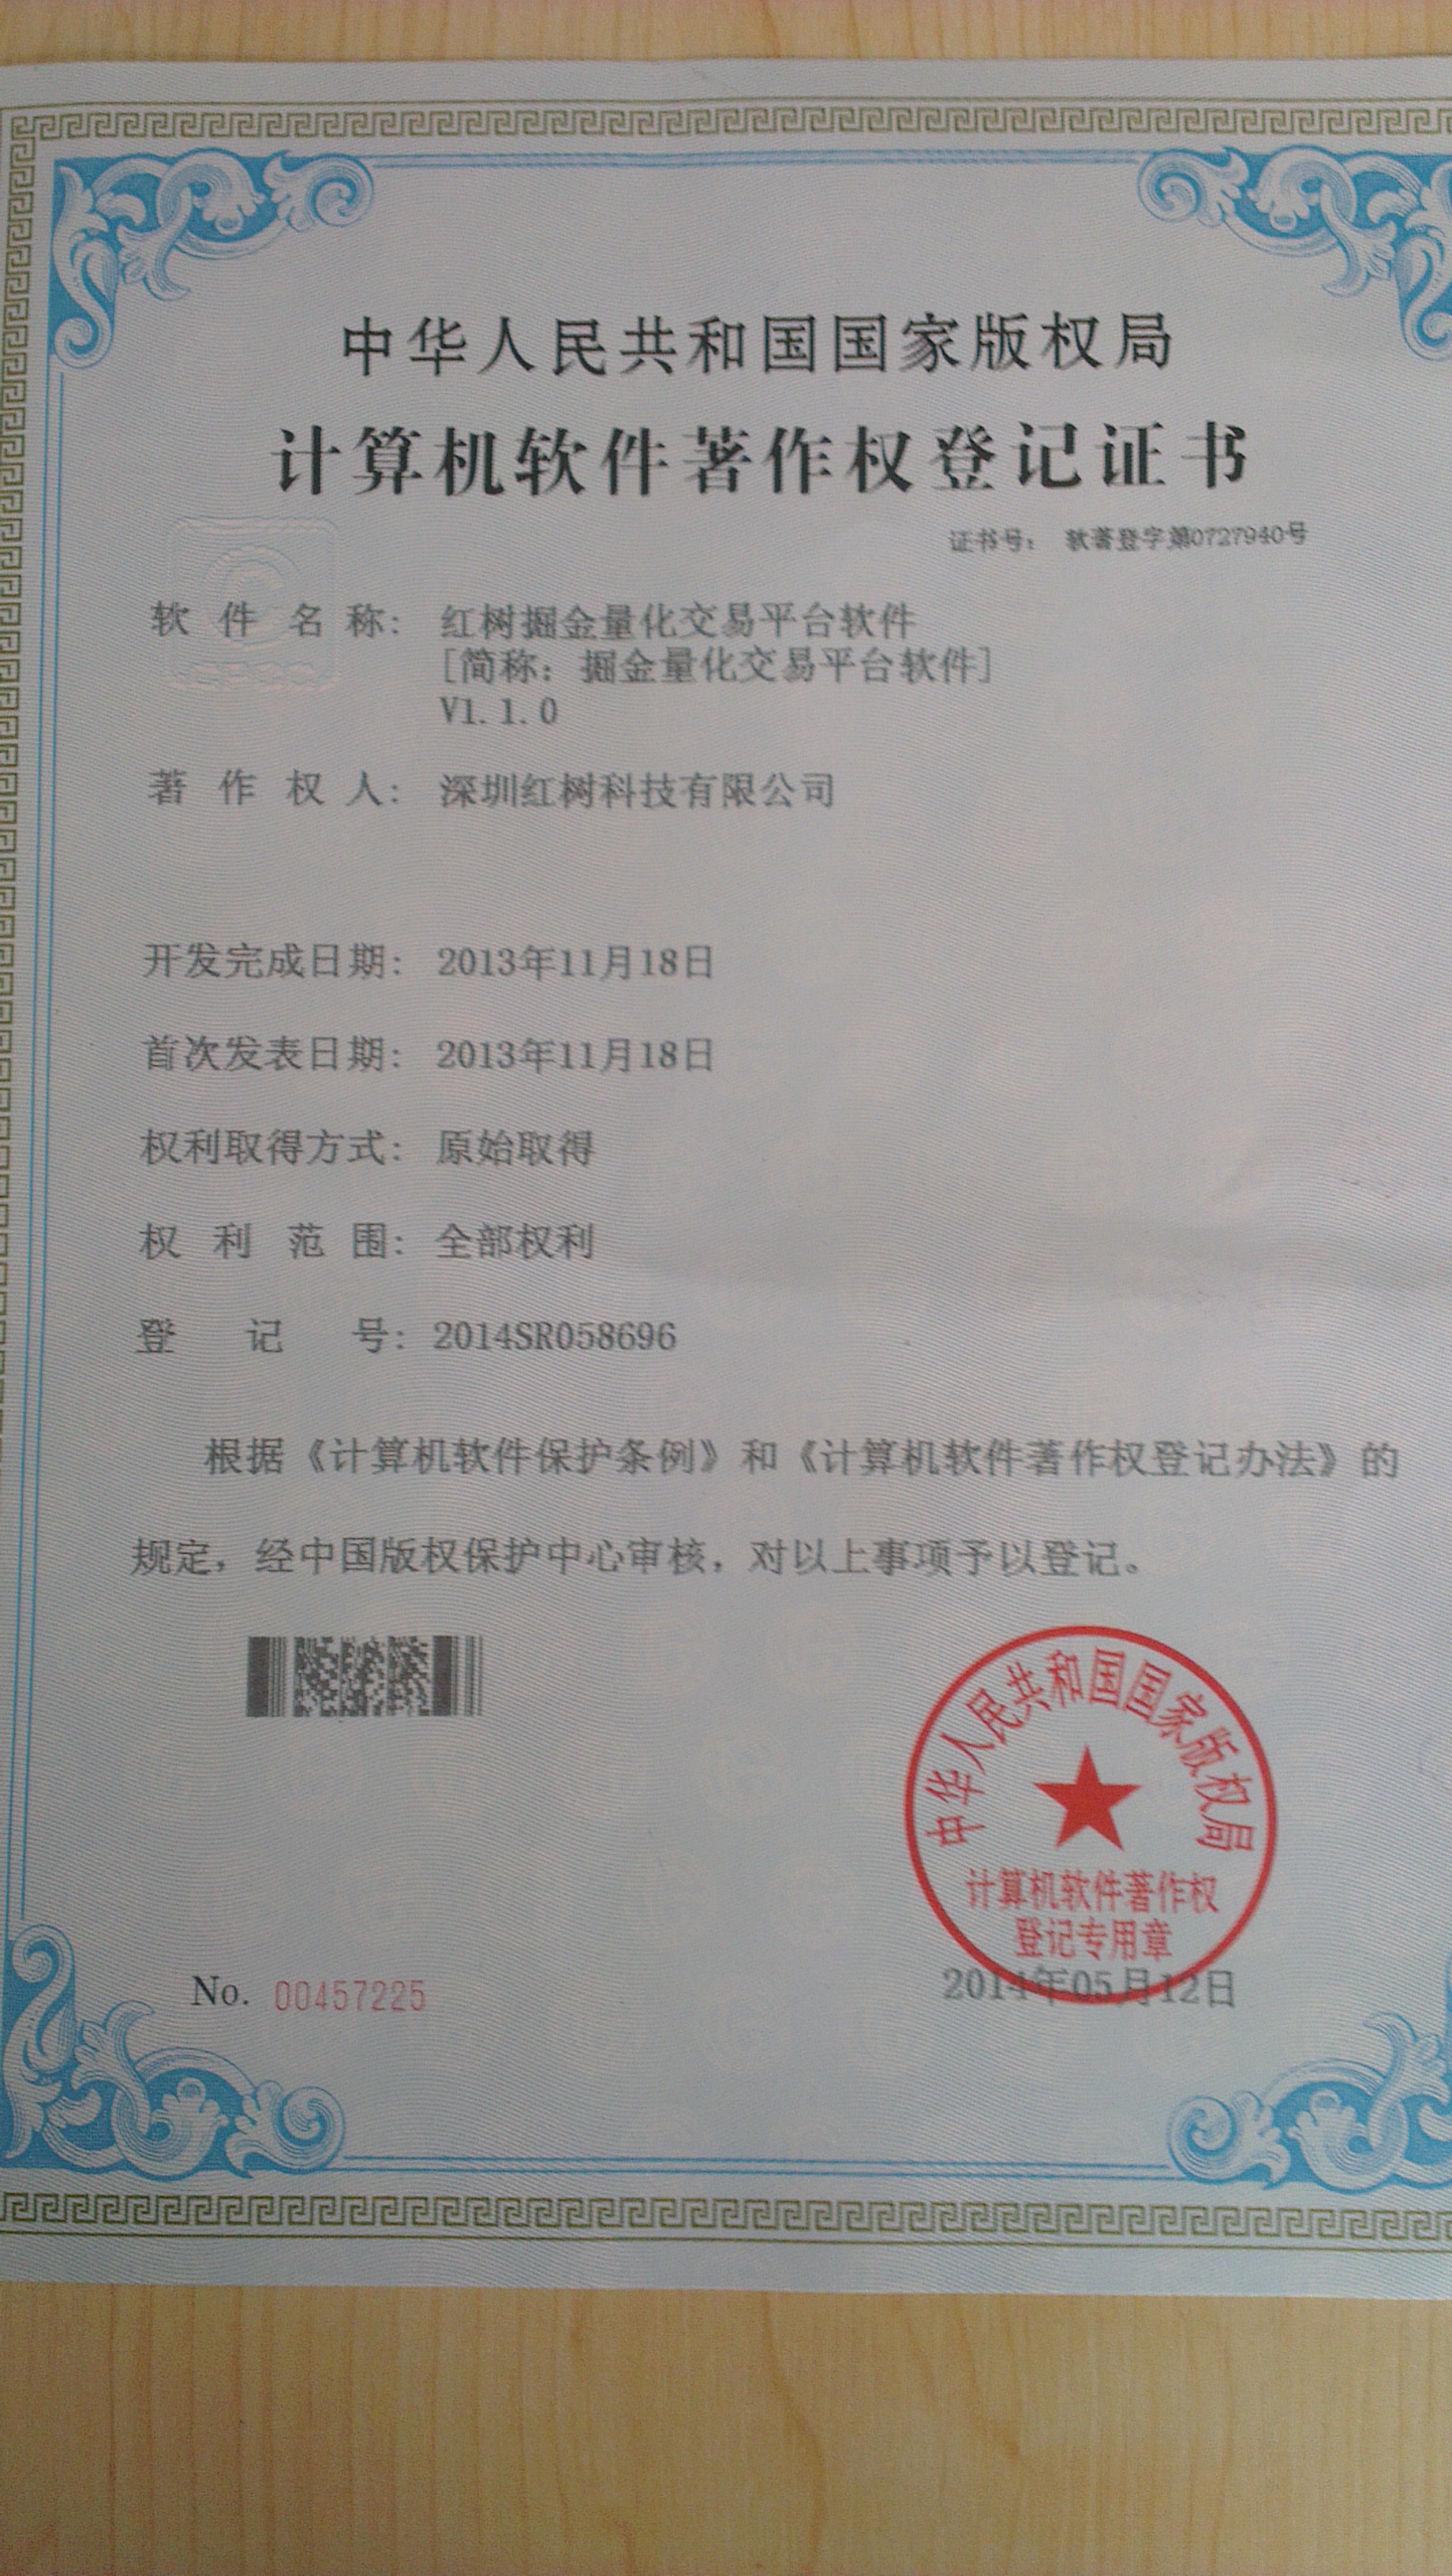 中华人民共和国国家版权局
计算机软件著作权登记证书
证书号： 软著登字第0727940号
软件名称： 红树掘金量化交易平台软件
[简称：掘金量化交易平台软件]
V1.1.0
著作权人： 深圳红树科技有限公司
开发完成日期： 2013年11月18日
首次发表日期： 2013年11月18日
权利取得方式： 原始取得
权利范围： 全部权利
登记号： 2014SR058696
根据《计算机软件保护条例》和《计算机软件著作权登记办法》的
规定，经中国版权保护中心审核，对以上事项予以登记。
中华人民共和国国家版权局
计算机软件著作权
登记专用章
No. 00457225
2014年05月12日